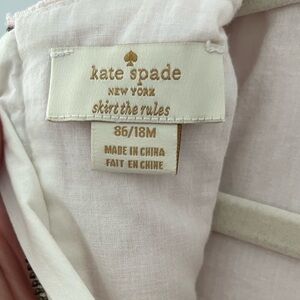 kate spade
NEW YORK
skirt the rules
86/18M
MADE IN CHINA
FAIT EN CHINE